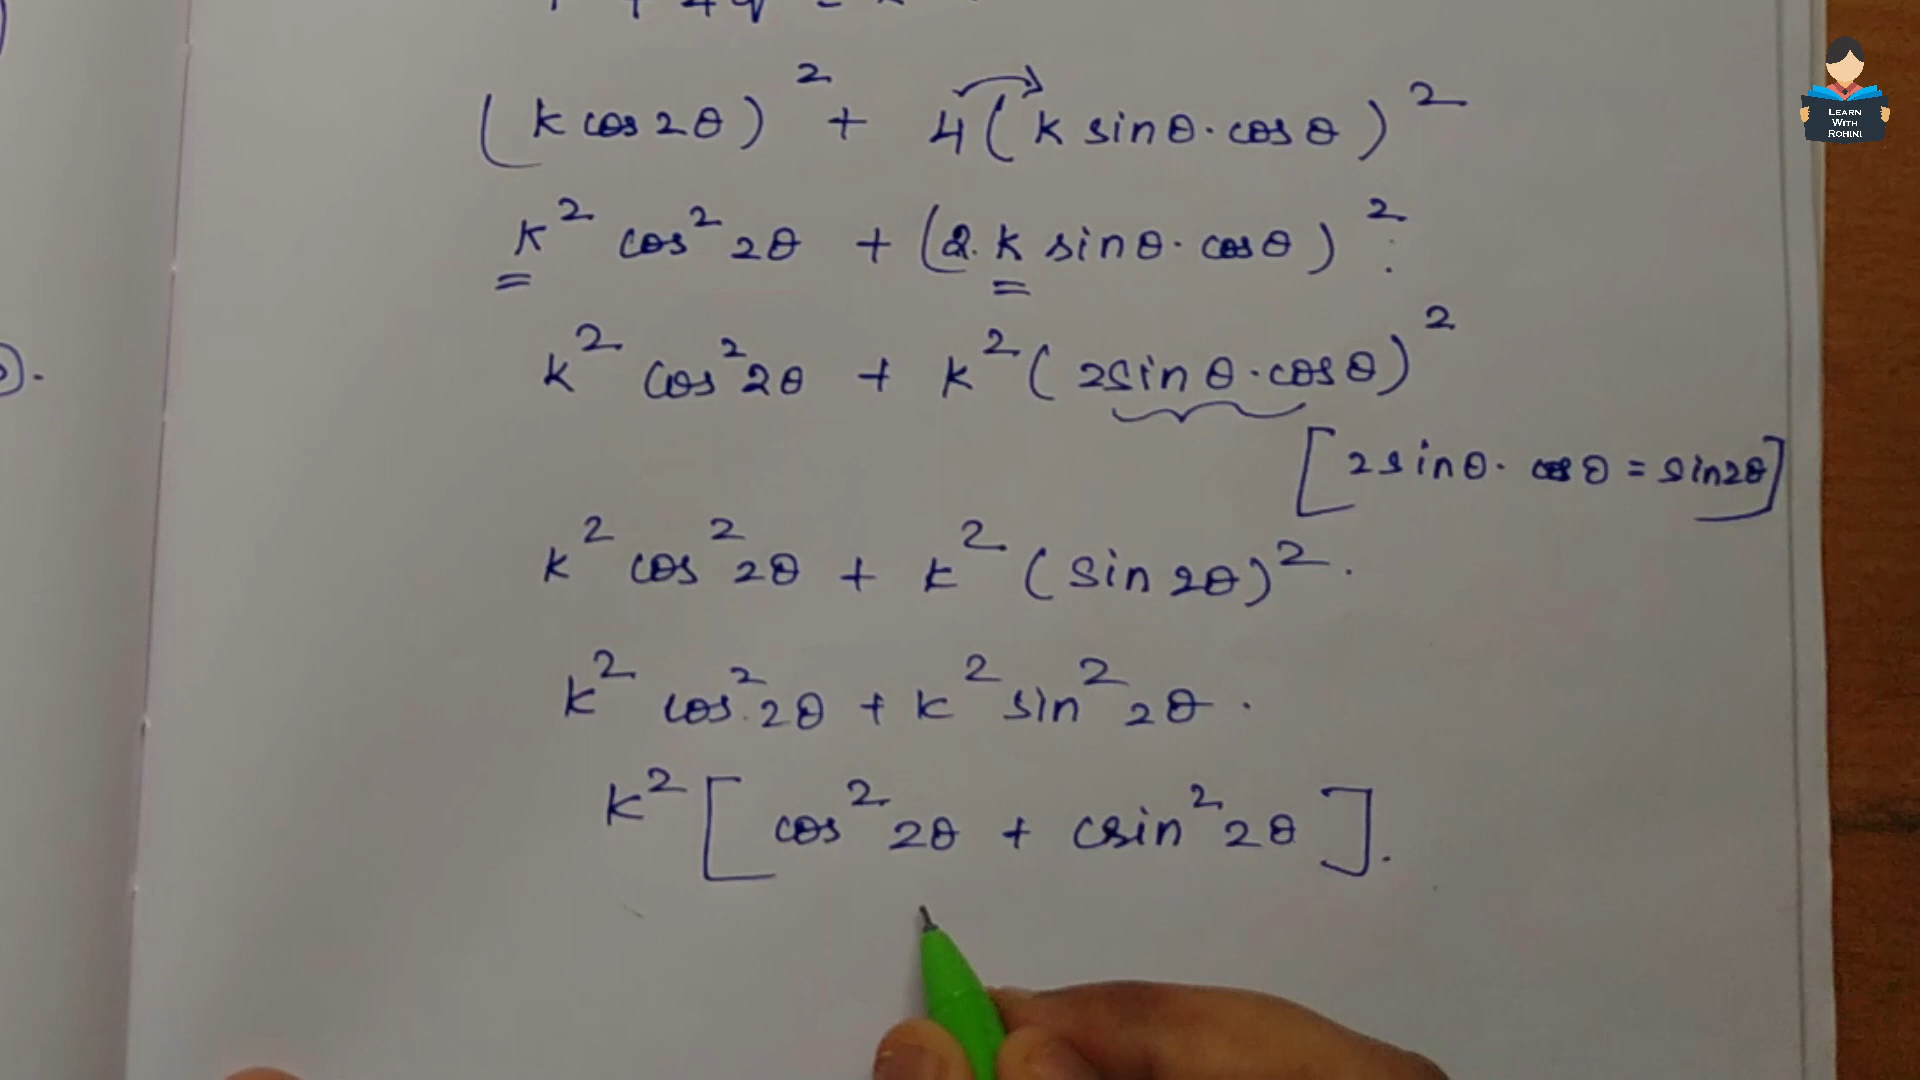 (k cos 2θ)² + 4(k sinθ·cosθ)²
k² cos² 2θ + (2·k sinθ·cosθ)²
k² cos² 2θ + k² (2sinθ·cosθ)²
[2sinθ·cosθ = sin2θ]
k² cos² 2θ + k² (sin 2θ)².
k² cos² 2θ + k² sin² 2θ.
k² [cos² 2θ + sin² 2θ].
LEARN
WITH
ROHINI